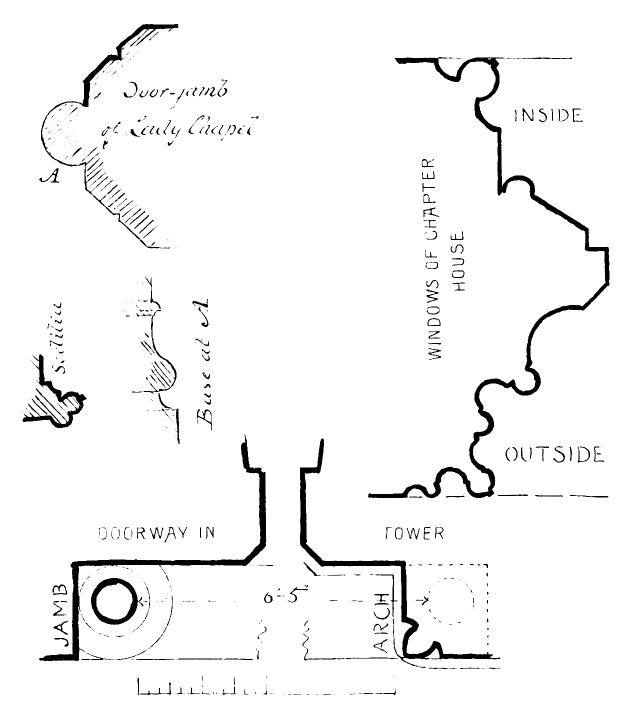 Door-jamb
of Lady Chapel
A
INSIDE
WINDOWS OF CHAPTER
HOUSE
Sedilia
Base at A
OUTSIDE
DOORWAY IN TOWER
JAMB
6'-5"
ARCH